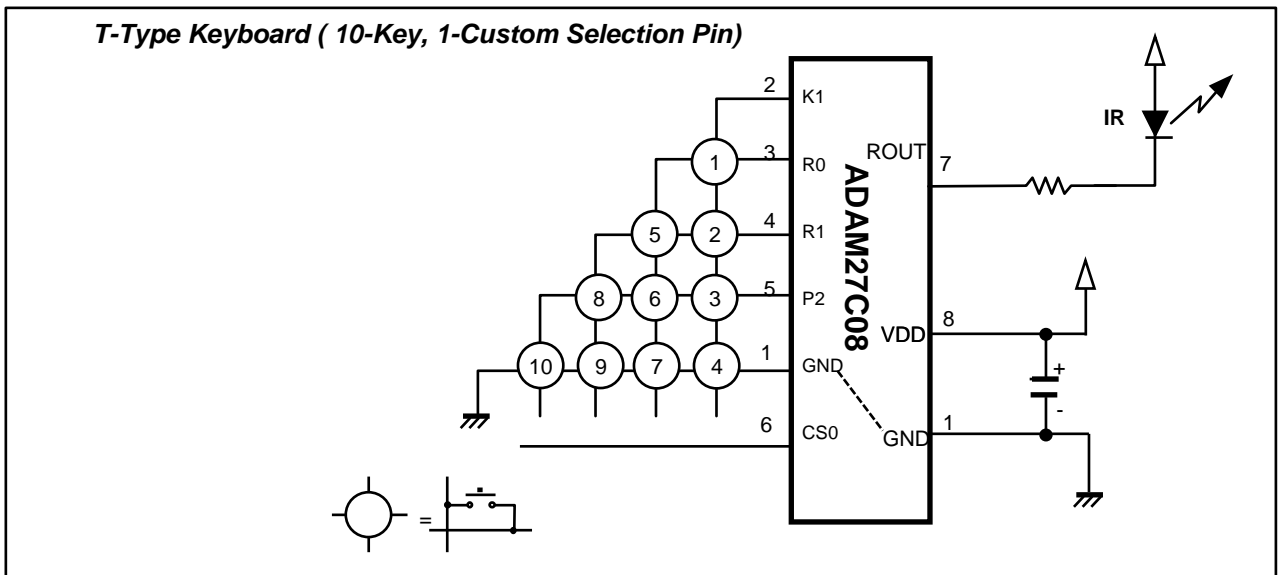 T-Type Keyboard ( 10-Key, 1-Custom Selection Pin)
2 K1
IR
1 3 R0
ROUT 7
5 2 4 R1
ADAM27C08
8 6 3 5 P2
VDD 8
10 9 7 4 1 GND
+
-
6 CS0
GND 1
=